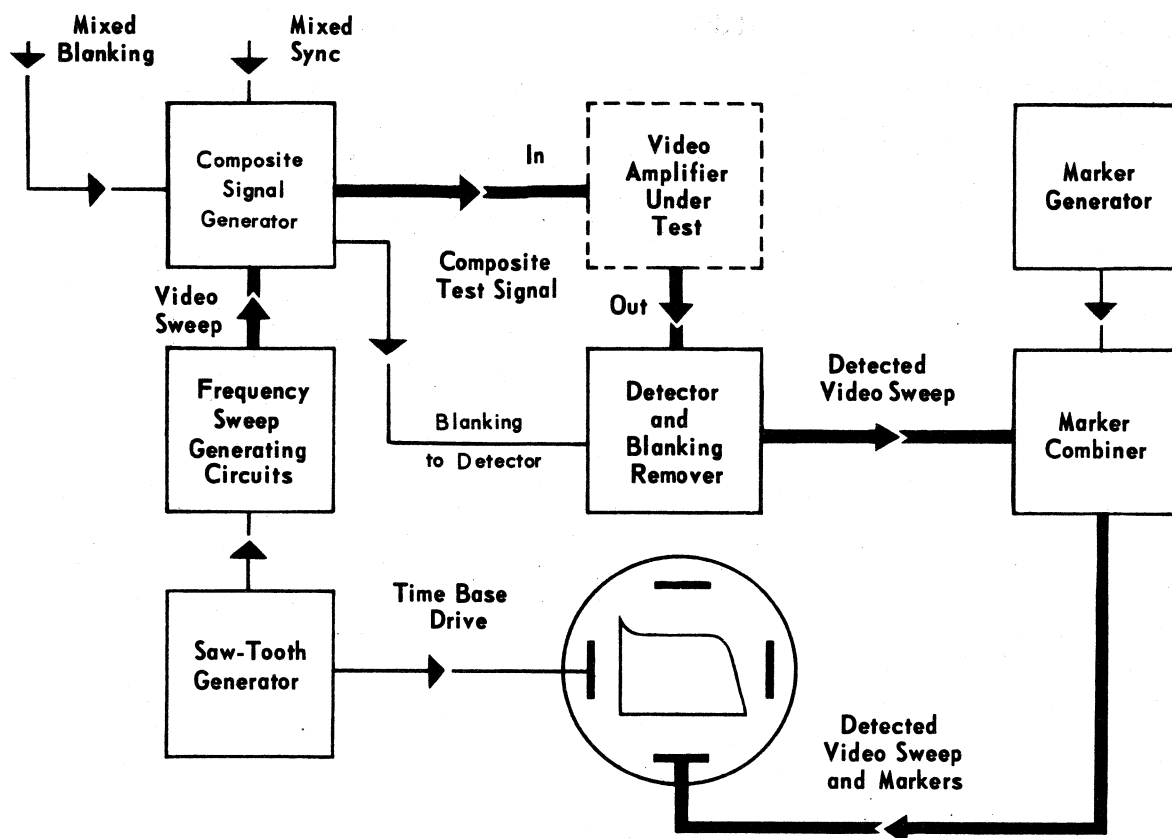 Mixed
Blanking
Mixed
Sync
Composite
Signal
Generator
In
Video
Amplifier
Under
Test
Marker
Generator
Composite
Test Signal
Video
Sweep
Out
Frequency
Sweep
Generating
Circuits
Blanking
to Detector
Detector
and
Blanking
Remover
Detected
Video Sweep
Marker
Combiner
Saw-Tooth
Generator
Time Base
Drive
Detected
Video Sweep
and Markers